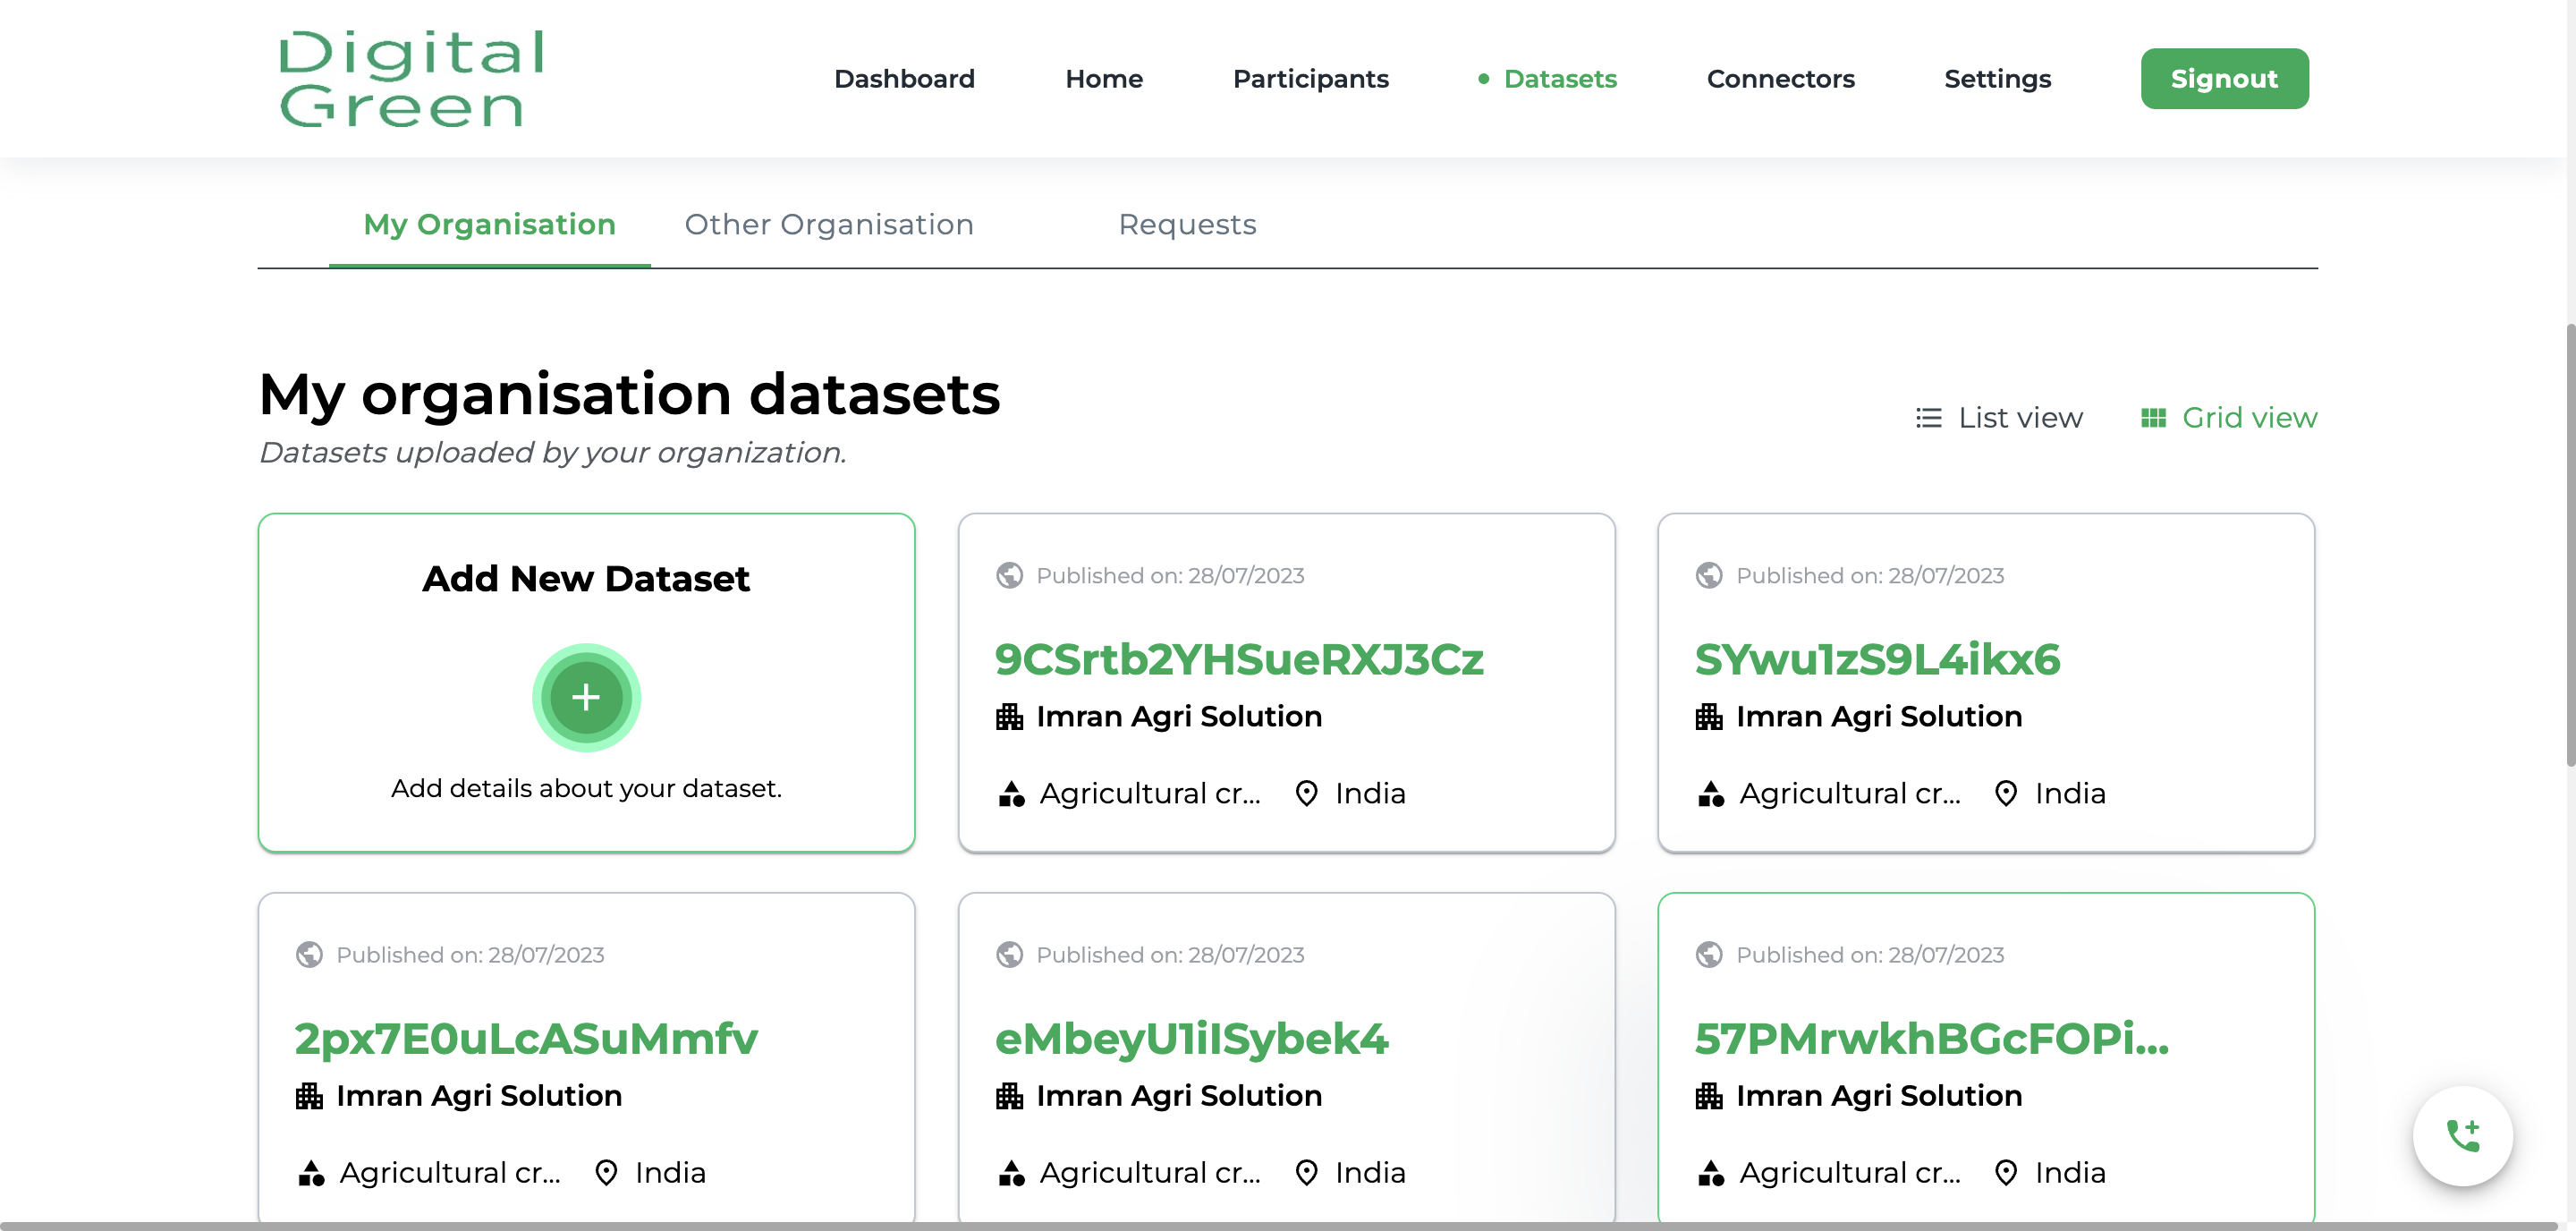 Digital
Green
Dashboard Home Participants Datasets Connectors Settings Signout
My Organisation Other Organisation Requests
My organisation datasets
Datasets uploaded by your organization.
List view Grid view
Add New Dataset
Add details about your dataset.
Published on: 28/07/2023
9CSrtb2YHSueRXJ3Cz
Imran Agri Solution
Agricultural cr... India
Published on: 28/07/2023
SYwu1zS9L4ikx6
Imran Agri Solution
Agricultural cr... India
Published on: 28/07/2023
2px7E0uLcASuMmfv
Imran Agri Solution
Agricultural cr... India
Published on: 28/07/2023
eMbeyU1iISybek4
Imran Agri Solution
Agricultural cr... India
Published on: 28/07/2023
57PMrwkhBGcFOPi...
Imran Agri Solution
Agricultural cr... India